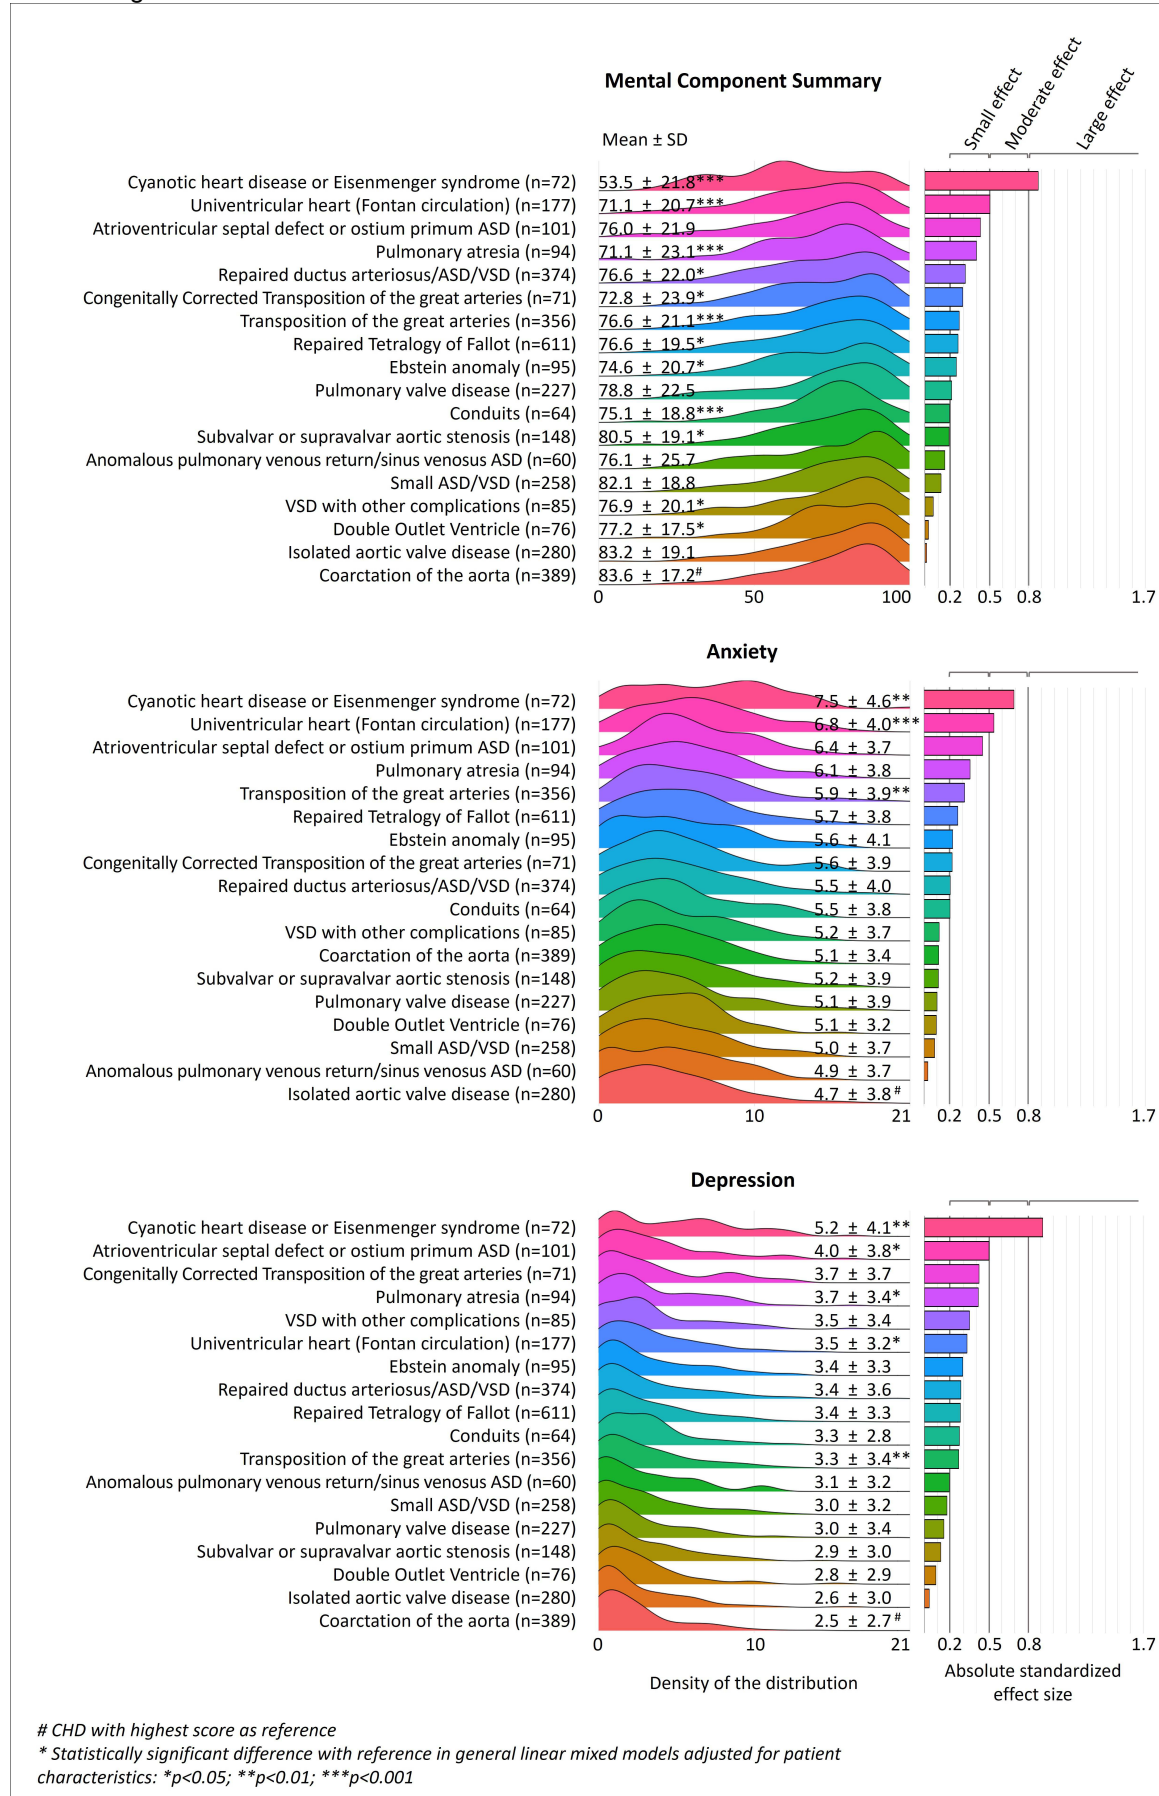 Mental Component Summary
Small effect
Moderate effect
Large effect
Mean ± SD
Cyanotic heart disease or Eisenmenger syndrome (n=72) 53.5 ± 21.8***
Univentricular heart (Fontan circulation) (n=177) 71.1 ± 20.7***
Atrioventricular septal defect or ostium primum ASD (n=101) 76.0 ± 21.9
Pulmonary atresia (n=94) 71.1 ± 23.1***
Repaired ductus arteriosus/ASD/VSD (n=374) 76.6 ± 22.0*
Congenitally Corrected Transposition of the great arteries (n=71) 72.8 ± 23.9*
Transposition of the great arteries (n=356) 76.6 ± 21.1***
Repaired Tetralogy of Fallot (n=611) 76.6 ± 19.5*
Ebstein anomaly (n=95) 74.6 ± 20.7*
Pulmonary valve disease (n=227) 78.8 ± 22.5
Conduits (n=64) 75.1 ± 18.8***
Subvalvar or supravalvar aortic stenosis (n=148) 80.5 ± 19.1*
Anomalous pulmonary venous return/sinus venosus ASD (n=60) 76.1 ± 25.7
Small ASD/VSD (n=258) 82.1 ± 18.8
VSD with other complications (n=85) 76.9 ± 20.1*
Double Outlet Ventricle (n=76) 77.2 ± 17.5*
Isolated aortic valve disease (n=280) 83.2 ± 19.1
Coarctation of the aorta (n=389) 83.6 ± 17.2#
0 50 100 0.2 0.5 0.8 1.7
Anxiety
Cyanotic heart disease or Eisenmenger syndrome (n=72) 7.5 ± 4.6**
Univentricular heart (Fontan circulation) (n=177) 6.8 ± 4.0***
Atrioventricular septal defect or ostium primum ASD (n=101) 6.4 ± 3.7
Pulmonary atresia (n=94) 6.1 ± 3.8
Transposition of the great arteries (n=356) 5.9 ± 3.9**
Repaired Tetralogy of Fallot (n=611) 5.7 ± 3.8
Ebstein anomaly (n=95) 5.6 ± 4.1
Congenitally Corrected Transposition of the great arteries (n=71) 5.6 ± 3.9
Repaired ductus arteriosus/ASD/VSD (n=374) 5.5 ± 4.0
Conduits (n=64) 5.5 ± 3.8
VSD with other complications (n=85) 5.2 ± 3.7
Coarctation of the aorta (n=389) 5.1 ± 3.4
Subvalvar or supravalvar aortic stenosis (n=148) 5.2 ± 3.9
Pulmonary valve disease (n=227) 5.1 ± 3.9
Double Outlet Ventricle (n=76) 5.1 ± 3.2
Small ASD/VSD (n=258) 5.0 ± 3.7
Anomalous pulmonary venous return/sinus venosus ASD (n=60) 4.9 ± 3.7
Isolated aortic valve disease (n=280) 4.7 ± 3.8#
0 10 21 0.2 0.5 0.8 1.7
Depression
Cyanotic heart disease or Eisenmenger syndrome (n=72) 5.2 ± 4.1**
Atrioventricular septal defect or ostium primum ASD (n=101) 4.0 ± 3.8*
Congenitally Corrected Transposition of the great arteries (n=71) 3.7 ± 3.7
Pulmonary atresia (n=94) 3.7 ± 3.4*
VSD with other complications (n=85) 3.5 ± 3.4
Univentricular heart (Fontan circulation) (n=177) 3.5 ± 3.2*
Ebstein anomaly (n=95) 3.4 ± 3.3
Repaired ductus arteriosus/ASD/VSD (n=374) 3.4 ± 3.6
Repaired Tetralogy of Fallot (n=611) 3.4 ± 3.3
Conduits (n=64) 3.3 ± 2.8
Transposition of the great arteries (n=356) 3.3 ± 3.4**
Anomalous pulmonary venous return/sinus venosus ASD (n=60) 3.1 ± 3.2
Small ASD/VSD (n=258) 3.0 ± 3.2
Pulmonary valve disease (n=227) 3.0 ± 3.4
Subvalvar or supravalvar aortic stenosis (n=148) 2.9 ± 3.0
Double Outlet Ventricle (n=76) 2.8 ± 2.9
Isolated aortic valve disease (n=280) 2.6 ± 3.0
Coarctation of the aorta (n=389) 2.5 ± 2.7#
0 10 21 0.2 0.5 0.8 1.7
Density of the distribution
Absolute standardized
effect size
# CHD with highest score as reference
* Statistically significant difference with reference in general linear mixed models adjusted for patient
characteristics: *p<0.05; **p<0.01; ***p<0.001